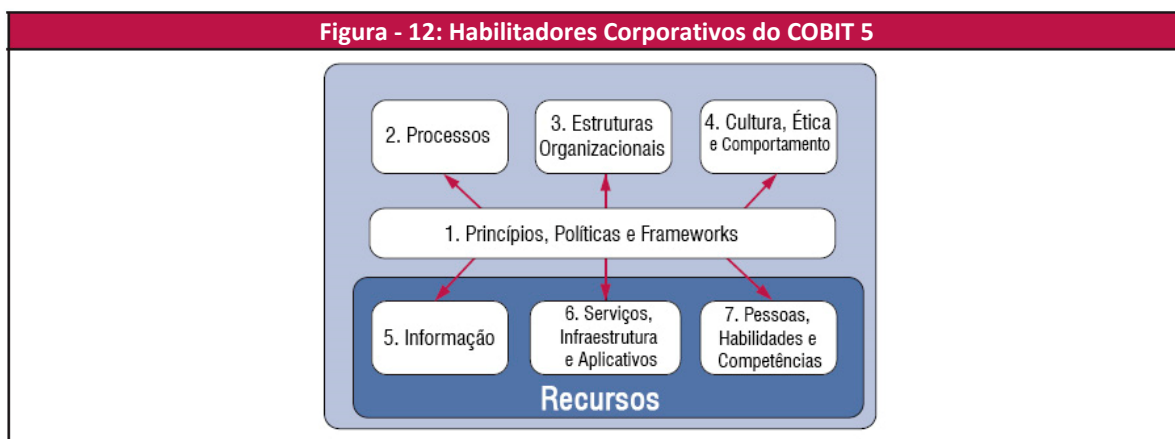 Figura - 12: Habilitadores Corporativos do COBIT 5
2. Processos
3. Estruturas
Organizacionais
4. Cultura, Ética
e Comportamento
1. Princípios, Políticas e Frameworks
5. Informação
6. Serviços,
Infraestrutura
e Aplicativos
7. Pessoas,
Habilidades e
Competências
Recursos